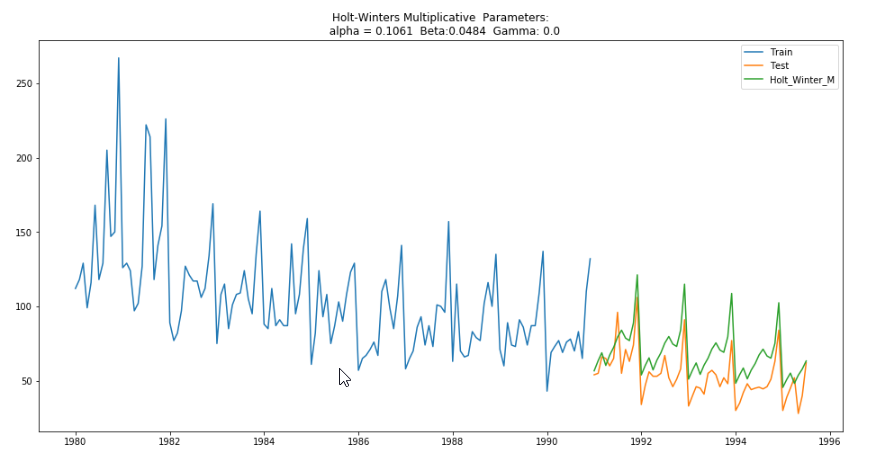 Holt-Winters Multiplicative Parameters:
alpha = 0.1061 Beta:0.0484 Gamma: 0.0
Train
Test
Holt_Winter_M
250
200
150
100
50
1980
1982
1984
1986
1988
1990
1992
1994
1996